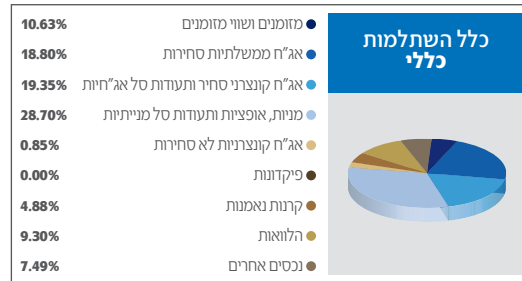 כלל השתלמות
כללי
מזומנים ושווי מזומנים 10.63%
אג"ח ממשלתיות סחירות 18.80%
אג"ח קונצרני סחיר ותעודות סל אג"חיות 19.35%
מניות, אופציות ותעודות סל מנייתיות 28.70%
אג"ח קונצרניות לא סחירות 0.85%
פיקדונות 0.00%
קרנות נאמנות 4.88%
הלוואות 9.30%
נכסים אחרים 7.49%